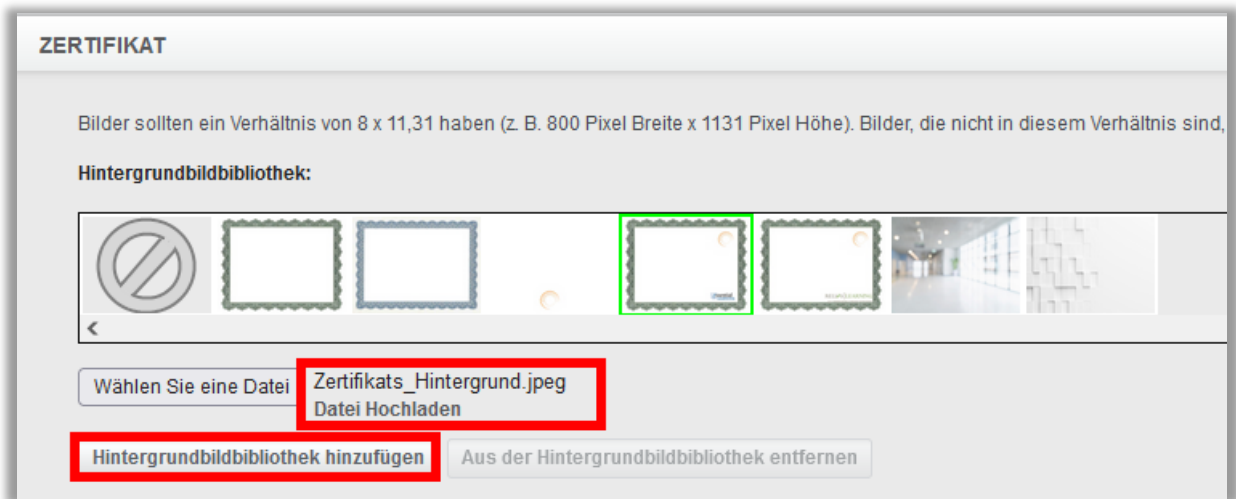 ZERTIFIKAT
Bilder sollten ein Verhältnis von 8 x 11,31 haben (z. B. 800 Pixel Breite x 1131 Pixel Höhe). Bilder, die nicht in diesem Verhältnis sind,
Hintergrundbildbibliothek:
<
Wählen Sie eine Datei
Zertifikats_Hintergrund.jpeg
Datei Hochladen
Hintergrundbildbibliothek hinzufügen
Aus der Hintergrundbildbibliothek entfernen